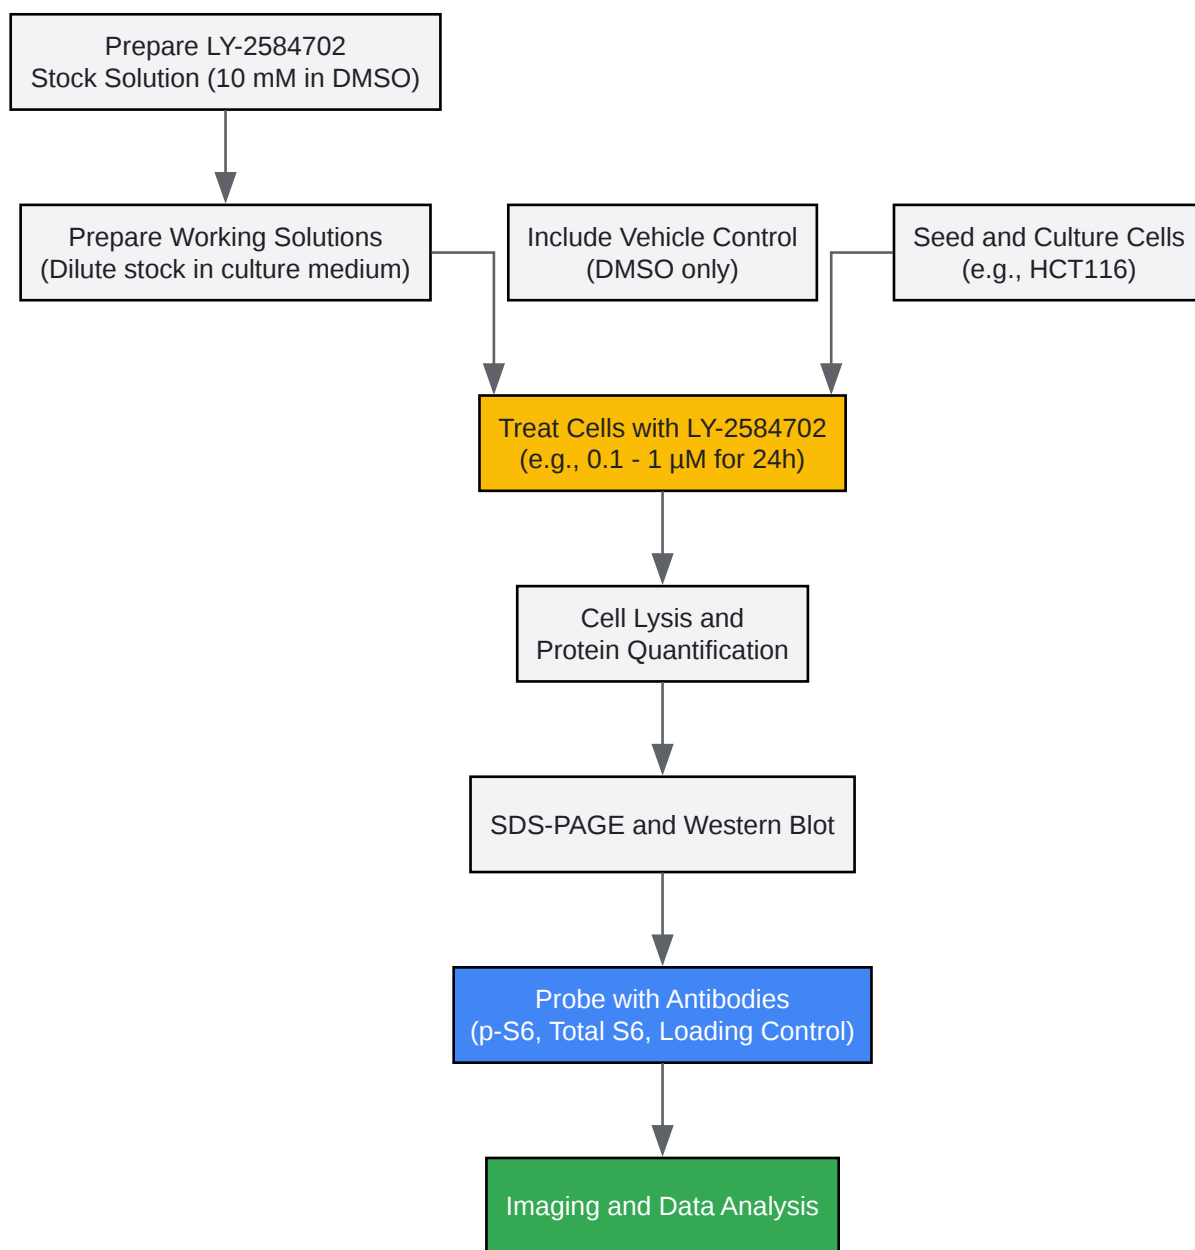 Prepare LY-2584702
Stock Solution (10 mM in DMSO)
Prepare Working Solutions
(Dilute stock in culture medium)
Include Vehicle Control
(DMSO only)
Seed and Culture Cells
(e.g., HCT116)
Treat Cells with LY-2584702
(e.g., 0.1 - 1 µM for 24h)
Cell Lysis and
Protein Quantification
SDS-PAGE and Western Blot
Probe with Antibodies
(p-S6, Total S6, Loading Control)
Imaging and Data Analysis